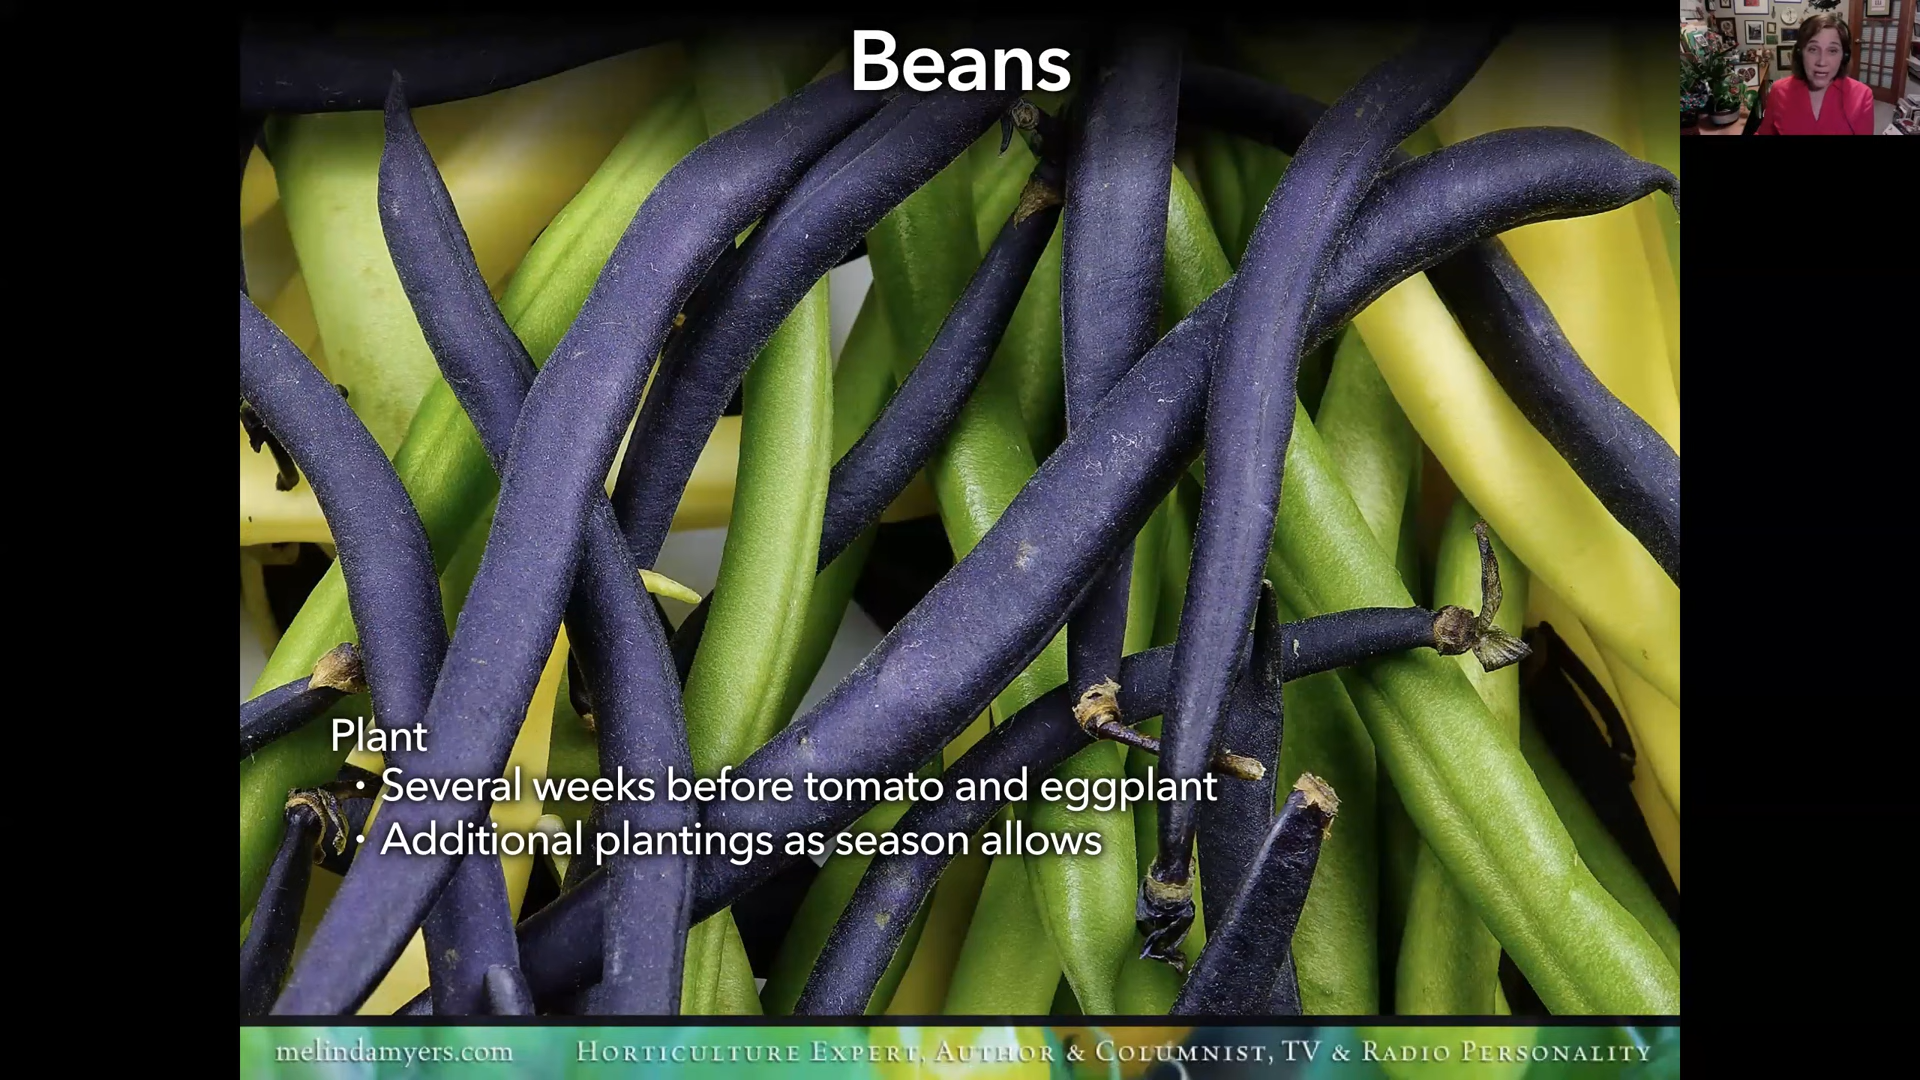 Beans
Plant
• Several weeks before tomato and eggplant
• Additional plantings as season allows
melindamyers.com
Horticulture Expert, Author & Columnist, TV & Radio Personality